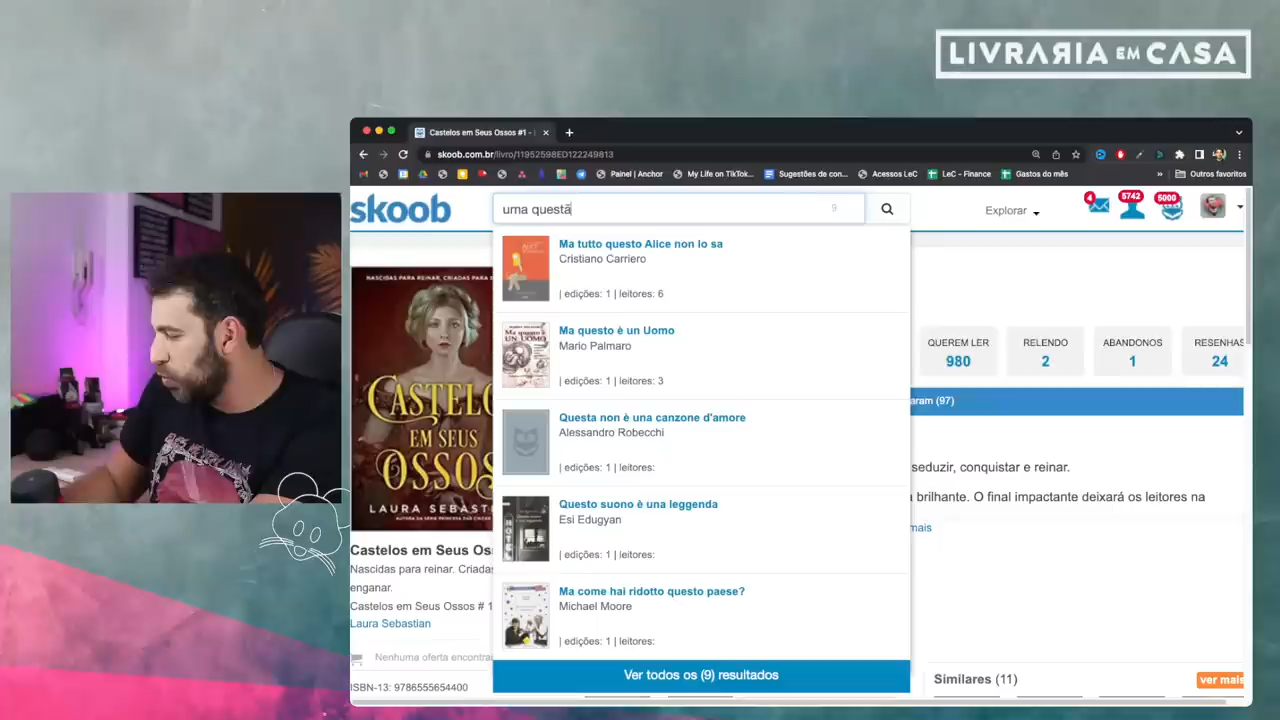 LIVRARIA EM CASA
Castelos em Seus Ossos #1 -
skoob.com.br/livro/11952598ED122249813
Painel | Anchor
My Life on TikTok...
Sugestões de con...
Acessos LeC
LeC - Finance
Gastos do mês
»
Outros favoritos
skoob
uma questã
9
Explorar
4
5742
5000
NASCIDAS PARA REINAR, CRIADAS PARA
CASTELO
EM SEUS
OSSOS
LAURA SEBASTI
Castelos em Seus Os
Nascidas para reinar. Criadas
enganar.
Castelos em Seus Ossos # 1
Laura Sebastian
Nenhuma oferta encontra
ISBN-13: 9786555654400
Ma tutto questo Alice non lo sa
Cristiano Carriero
| edições: 1 | leitores: 6
Ma questo è un Uomo
Mario Palmaro
| edições: 1 | leitores: 3
Questa non è una canzone d'amore
Alessandro Robecchi
| edições: 1 | leitores:
Questo suono è una leggenda
Esi Edugyan
| edições: 1 | leitores:
Ma come hai ridotto questo paese?
Michael Moore
| edições: 1 | leitores:
Ver todos os (9) resultados
QUEREM LER
980
RELENDO
2
ABANDONOS
1
RESENHAS
24
aram (97)
seduzir, conquistar e reinar.
a brilhante. O final impactante deixará os leitores na
mais
Similares (11)
ver mais